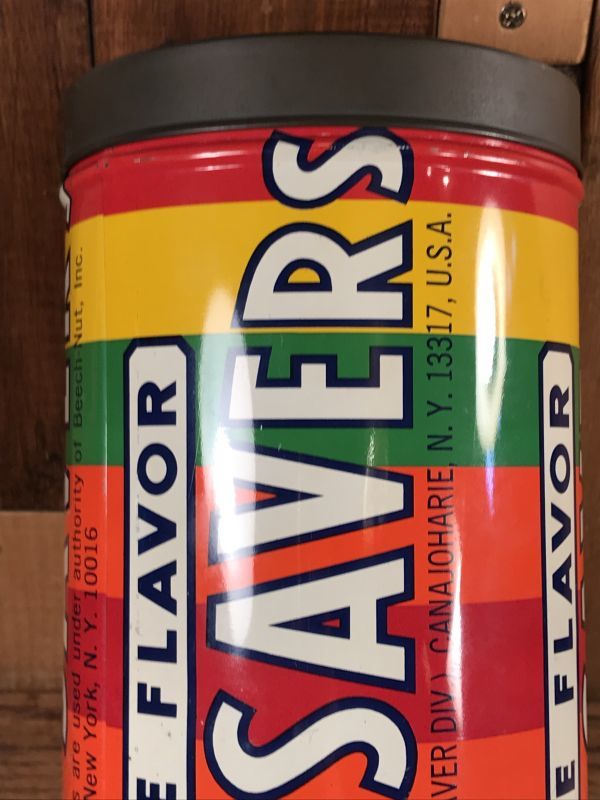 s are used under authority of Beech-Nut, Inc.
New York, N. Y. 10016
E FLAVOR
SAVERS
AVER DIV.) CANAJOHARIE, N. Y. 13317, U.S.A.
E FLAVOR